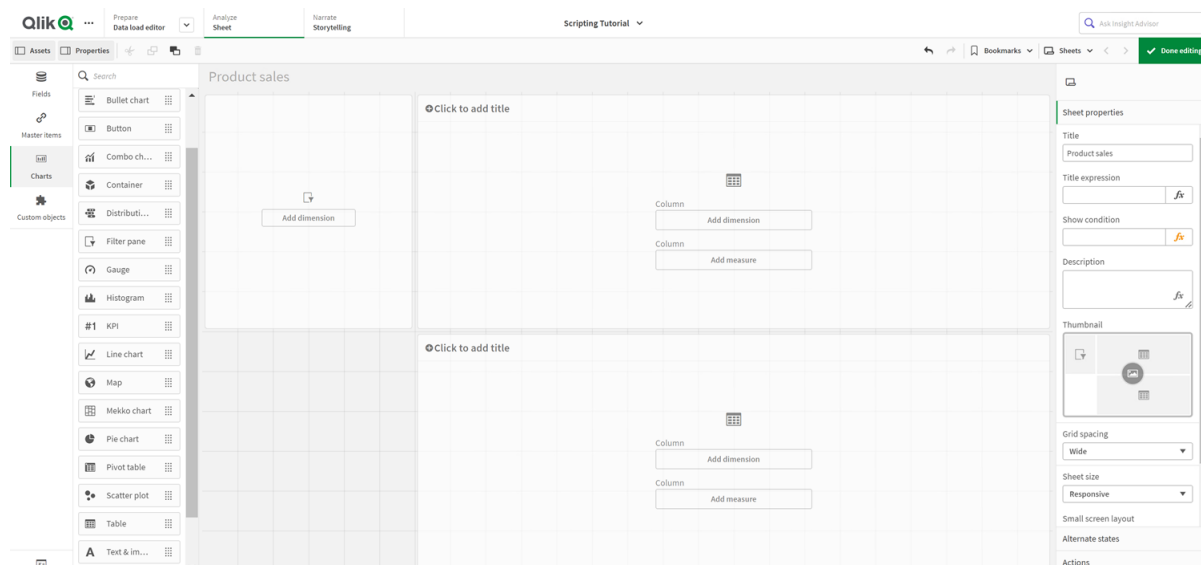 Qlik
Prepare
Data load editor
Analyze
Sheet
Narrate
Storytelling
Scripting Tutorial
Ask Insight Advisor
Assets
Properties
Bookmarks
Sheets
Done editing
Fields
Master items
Charts
Custom objects
Search
Bullet chart
Button
Combo ch...
Container
Distributi...
Filter pane
Gauge
Histogram
#1 KPI
Line chart
Map
Mekko chart
Pie chart
Pivot table
Scatter plot
Table
A Text & im...
Product sales
Add dimension
Click to add title
Column
Add dimension
Column
Add measure
Click to add title
Column
Add dimension
Column
Add measure
Sheet properties
Title
Product sales
Title expression
fx
Show condition
fx
Description
fx
Thumbnail
Grid spacing
Wide
Sheet size
Responsive
Small screen layout
Alternate states
Actions